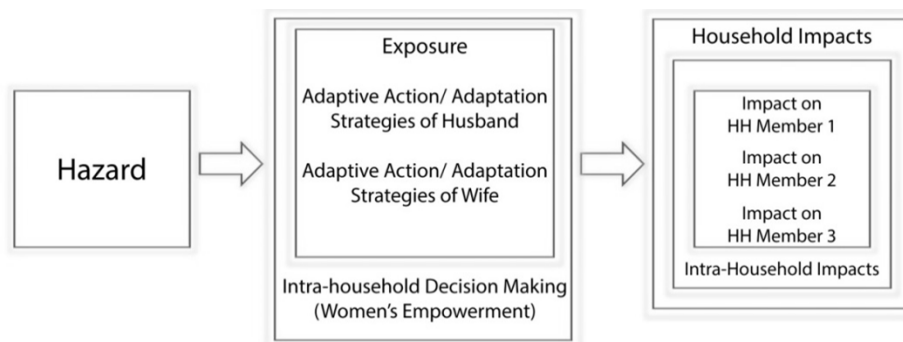 Hazard
Exposure
Adaptive Action/ Adaptation
Strategies of Husband
Adaptive Action/ Adaptation
Strategies of Wife
Intra-household Decision Making
(Women's Empowerment)
Household Impacts
Impact on
HH Member 1
Impact on
HH Member 2
Impact on
HH Member 3
Intra-Household Impacts